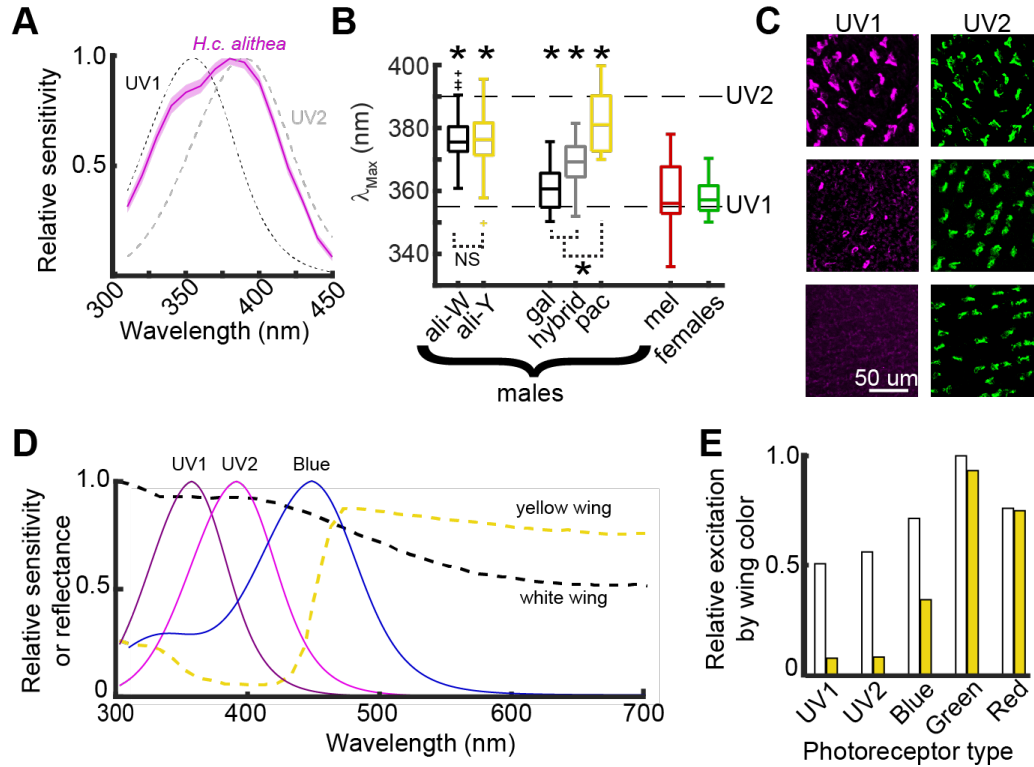 A
H.c. alithea
UV1
UV2
1.0
0.5
300
350
400
450
Relative sensitivity
Wavelength (nm)
B
* * * * *
400
380
360
340
λMax (nm)
UV2
UV1
NS
*
ali-W
ali-Y
gal
hybrid
pac
mel
females
males
C
UV1 UV2
50 um
D
UV1 UV2 Blue
1.0
0.5
0
yellow wing
white wing
300 400 500 600 700
Relative sensitivity
or reflectance
Wavelength (nm)
E
1.0
0.5
0
Relative excitation
by wing color
UV1
UV2
Blue
Green
Red
Photoreceptor type